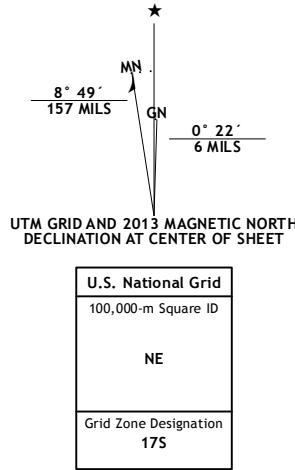 ★
MN
GN
8° 49´
157 MILS
0° 22´
6 MILS
UTM GRID AND 2013 MAGNETIC NORTH
DECLINATION AT CENTER OF SHEET
U.S. National Grid
100,000-m Square ID
NE
Grid Zone Designation
17S